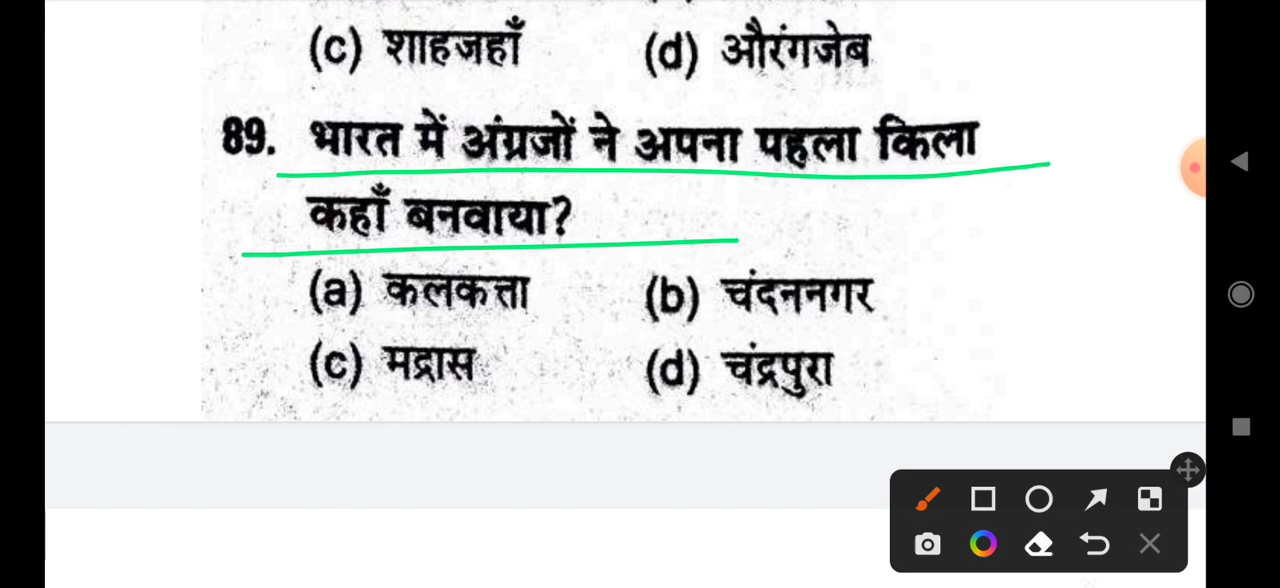 (c) शाहजहाँ (d) औरंगजेब
89. भारत में अंग्रजों ने अपना पहला किला
कहाँ बनवाया?
(a) कलकत्ता (b) चंदननगर
(c) मद्रास (d) चंद्रपुरा